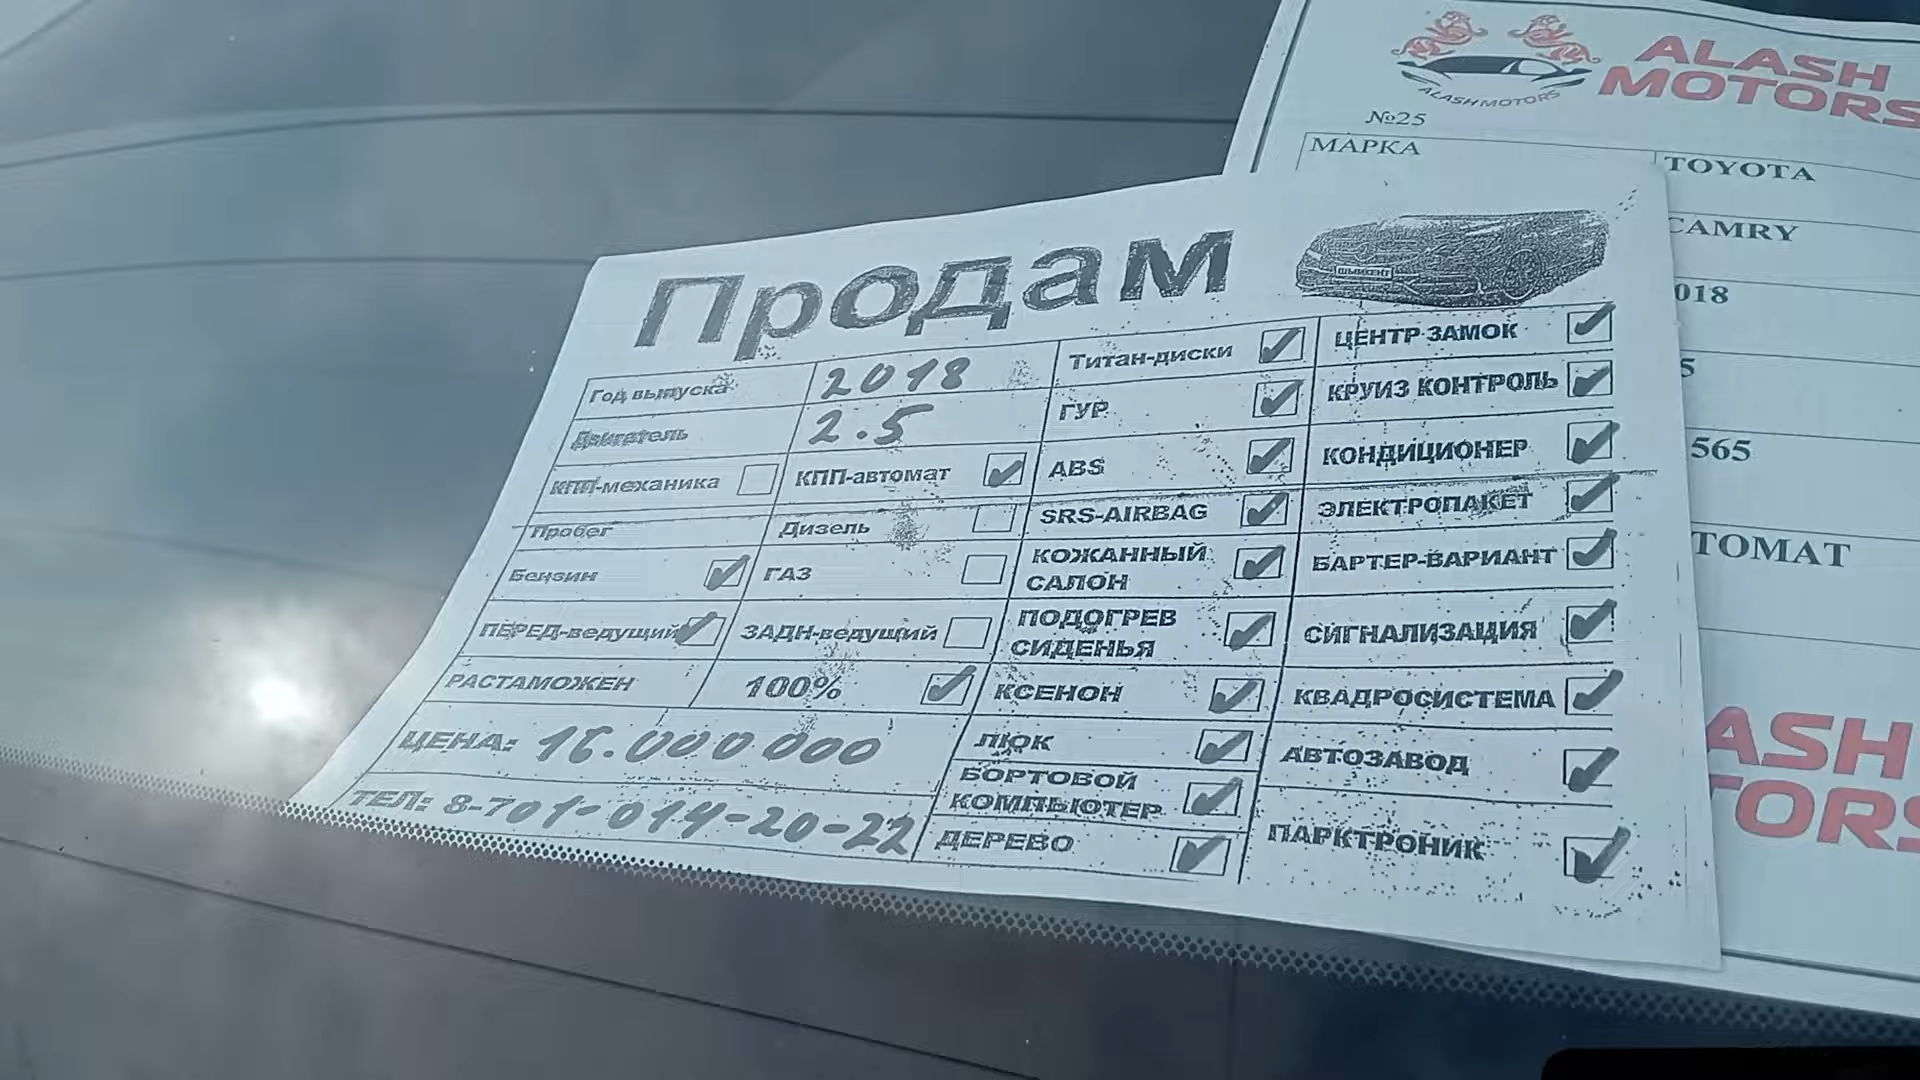 ALASH MOTORS
ALASH
MOTORS
№25
МАРКА
TOYOTA
CAMRY
018
5
565
ТОМАТ
ASH
TORS
Продам
ШЫМКЕНТ
Год выпуска 2018
Двигатель 2.5
КПП-механика КПП-автомат ✓
Пробег Дизель
Бензин ✓ ГАЗ
ПЕРЕД-ведущий ✓ ЗАДН-ведущий
РАСТАМОЖЕН 100% ✓
ЦЕНА: 16.000 000
ТЕЛ: 8-701-014-20-22
Титан-диски ✓
ГУР ✓
ABS ✓
SRS-AIRBAG ✓
КОЖАННЫЙ
САЛОН ✓
ПОДОГРЕВ
СИДЕНЬЯ ✓
КСЕНОН ✓
ЛЮК ✓
БОРТОВОЙ
КОМПЬЮТЕР ✓
ДЕРЕВО ✓
ЦЕНТР-ЗАМОК ✓
КРУИЗ КОНТРОЛЬ ✓
КОНДИЦИОНЕР ✓
ЭЛЕКТРОПАКЕТ ✓
БАРТЕР-ВАРИАНТ ✓
СИГНАЛИЗАЦИЯ ✓
КВАДРОСИСТЕМА ✓
АВТОЗАВОД ✓
ПАРКТРОНИК ✓